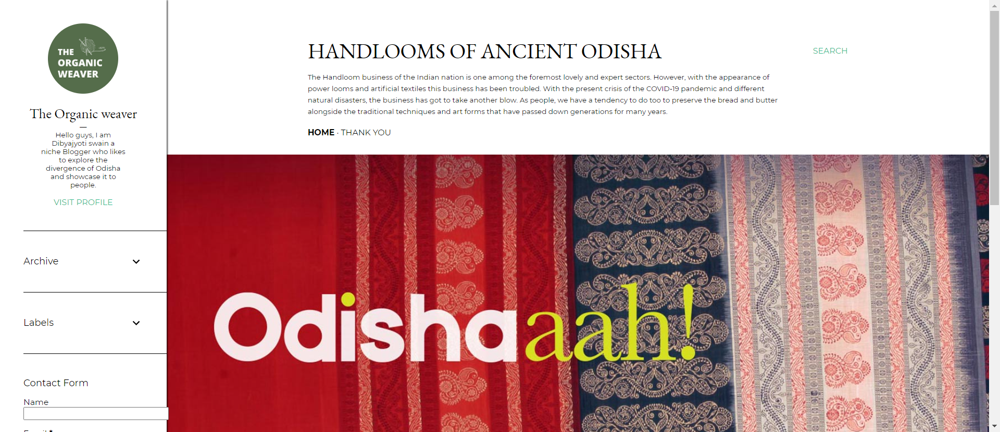 THE
ORGANIC
WEAVER
The Organic weaver
Hello guys, I am
Dibyajyoti swain a
niche Blogger who likes
to explore the
divergence of Odisha
and showcase it to
people.
VISIT PROFILE
Archive
Labels
Contact Form
Name
HANDLOOMS OF ANCIENT ODISHA
SEARCH
The Handloom business of the Indian nation is one among the foremost lovely and expert sectors. However, with the appearance of
power looms and artificial textiles this business has been troubled. With the present crisis of the COVID-19 pandemic and different
natural disasters, the business has got to take another blow. As people, we have a tendency to do too to preserve the bread and butter
alongside the traditional techniques and art forms that have passed down generations for many years.
HOME · THANK YOU
Odishaaah!